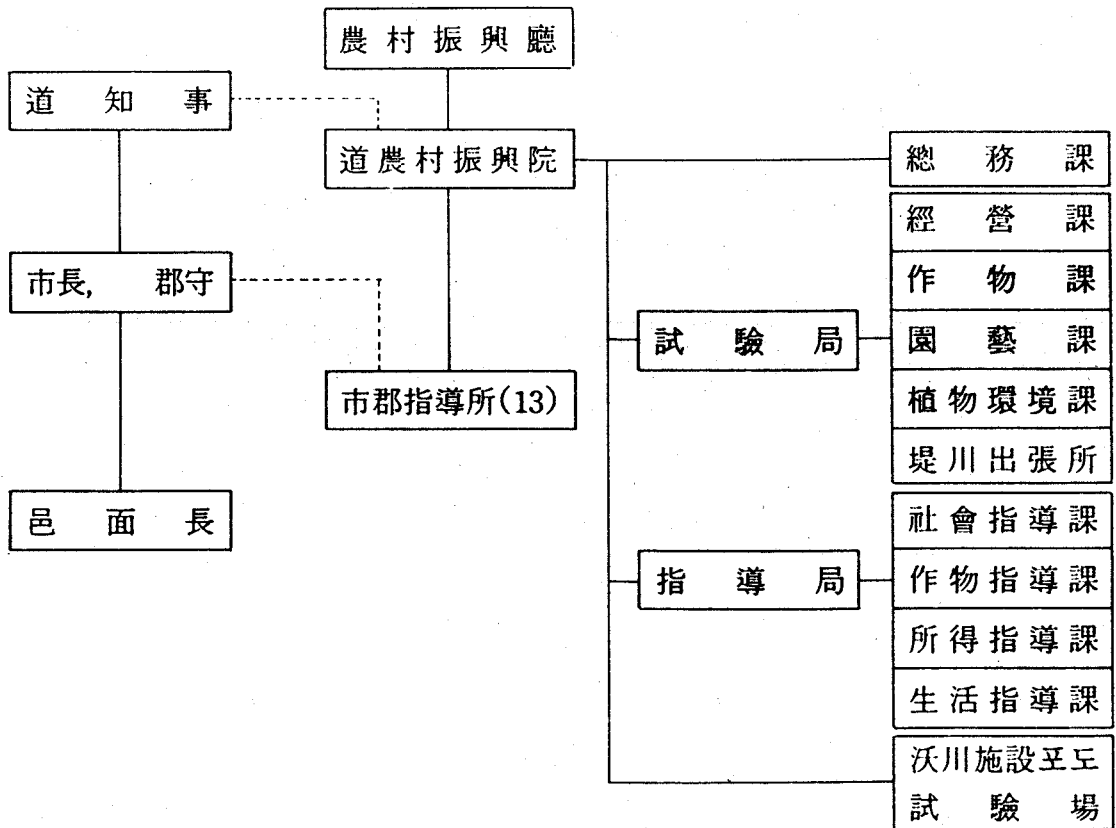 農村振興廳
道知事
道農村振興院
市長, 郡守
市郡指導所(13)
邑面長
總務課
試驗局
經營課
作物課
園藝課
植物環境課
堤川出張所
指導局
社會指導課
作物指導課
所得指導課
生活指導課
沃川施設포도
試驗場